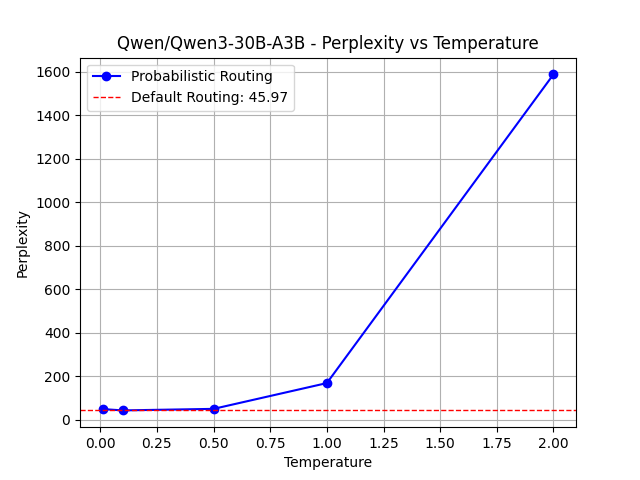 Qwen/Qwen3-30B-A3B - Perplexity vs Temperature
Probabilistic Routing
Default Routing: 45.97
Perplexity
1600
1400
1200
1000
800
600
400
200
0
0.00 0.25 0.50 0.75 1.00 1.25 1.50 1.75 2.00
Temperature